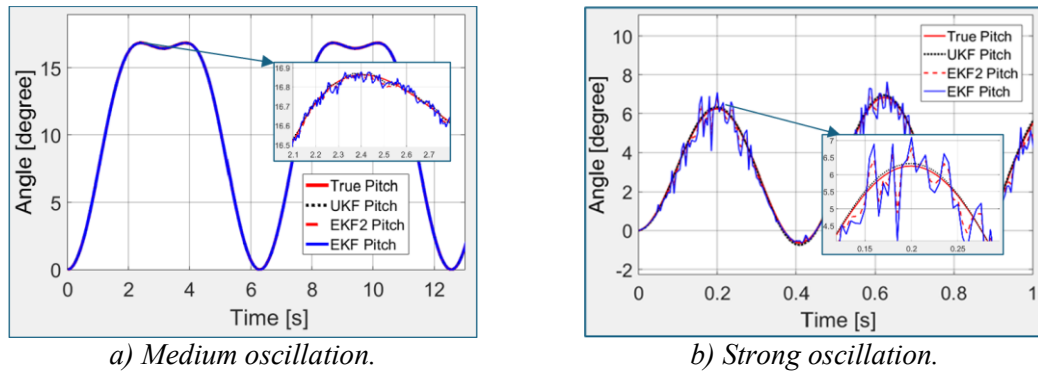 Angle [degree]
15
10
5
0
0 2 4 6 8 10 12
Time [s]
16.9
16.8
16.7
16.6
16.5
2.1 2.2 2.3 2.4 2.5 2.6 2.7
True Pitch
UKF Pitch
EKF2 Pitch
EKF Pitch
a) Medium oscillation.
Angle [degree]
10
8
6
4
2
0
-2
0 0.2 0.4 0.6 0.8 1
Time [s]
True Pitch
UKF Pitch
EKF2 Pitch
EKF Pitch
7
6.5
6
5.5
5
4.5
0.15 0.2 0.25
b) Strong oscillation.